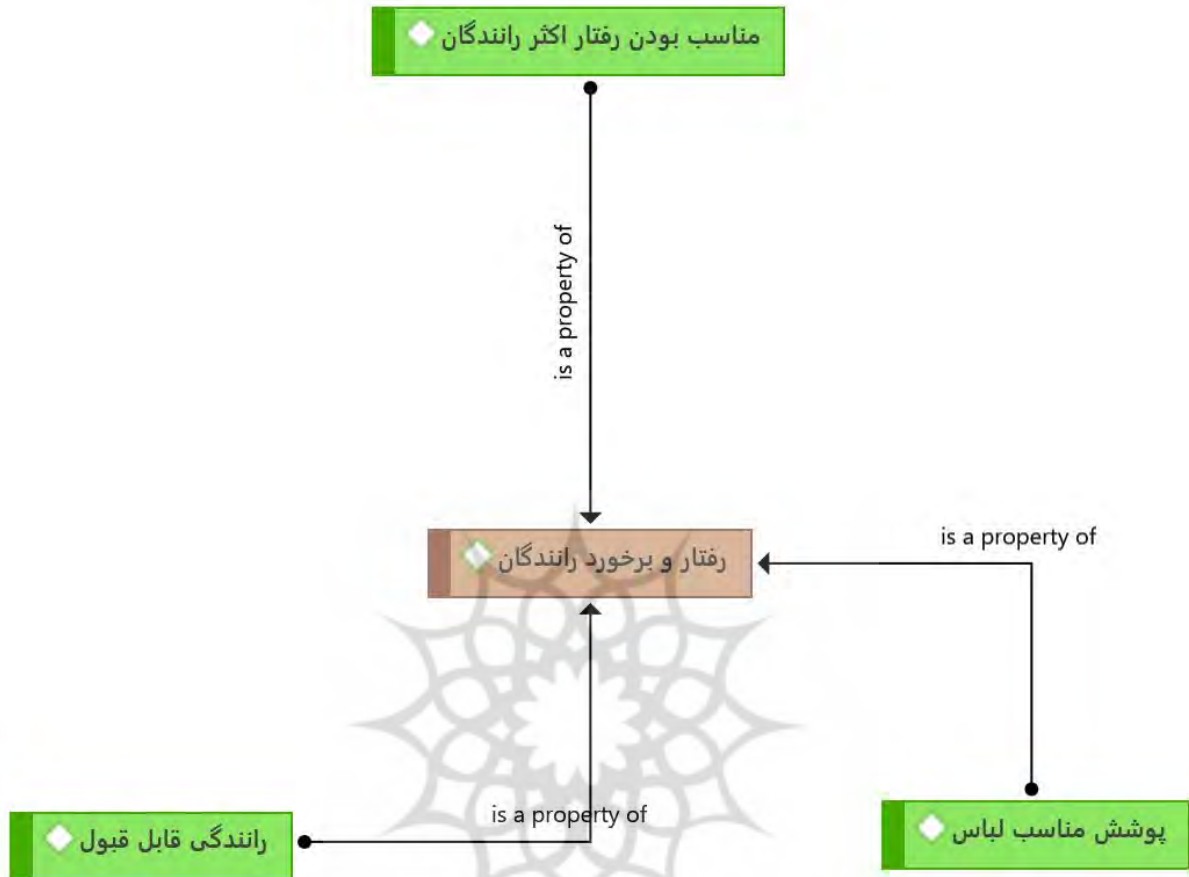 مناسب بودن رفتار اکثر رانندگان
is a property of
رفتار و برخورد رانندگان
is a property of
is a property of
رانندگی قابل قبول
پوشش مناسب لباس